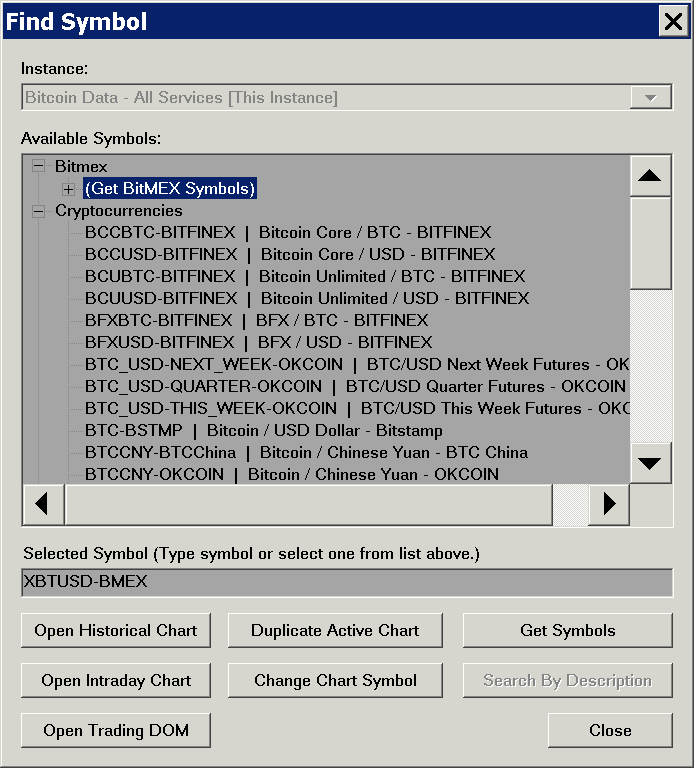 Find Symbol
Instance:
Bitcoin Data - All Services [This Instance]
Available Symbols:
Bitmex
(Get BitMEX Symbols)
Cryptocurrencies
BCCBTC-BITFINEX | Bitcoin Core / BTC - BITFINEX
BCCUSD-BITFINEX | Bitcoin Core / USD - BITFINEX
BCUBTC-BITFINEX | Bitcoin Unlimited / BTC - BITFINEX
BCUUSD-BITFINEX | Bitcoin Unlimited / USD - BITFINEX
BFXBTC-BITFINEX | BFX / BTC - BITFINEX
BFXUSD-BITFINEX | BFX / USD - BITFINEX
BTC_USD-NEXT_WEEK-OKCOIN | BTC/USD Next Week Futures - OK
BTC_USD-QUARTER-OKCOIN | BTC/USD Quarter Futures - OKCOIN
BTC_USD-THIS_WEEK-OKCOIN | BTC/USD This Week Futures - OKC
BTC-BSTMP | Bitcoin / USD Dollar - Bitstamp
BTCCNY-BTCChina | Bitcoin / Chinese Yuan - BTC China
BTCCNY-OKCOIN | Bitcoin / Chinese Yuan - OKCOIN
Selected Symbol (Type symbol or select one from list above.)
XBTUSD-BMEX
Open Historical Chart Duplicate Active Chart Get Symbols
Open Intraday Chart Change Chart Symbol Search By Description
Open Trading DOM Close